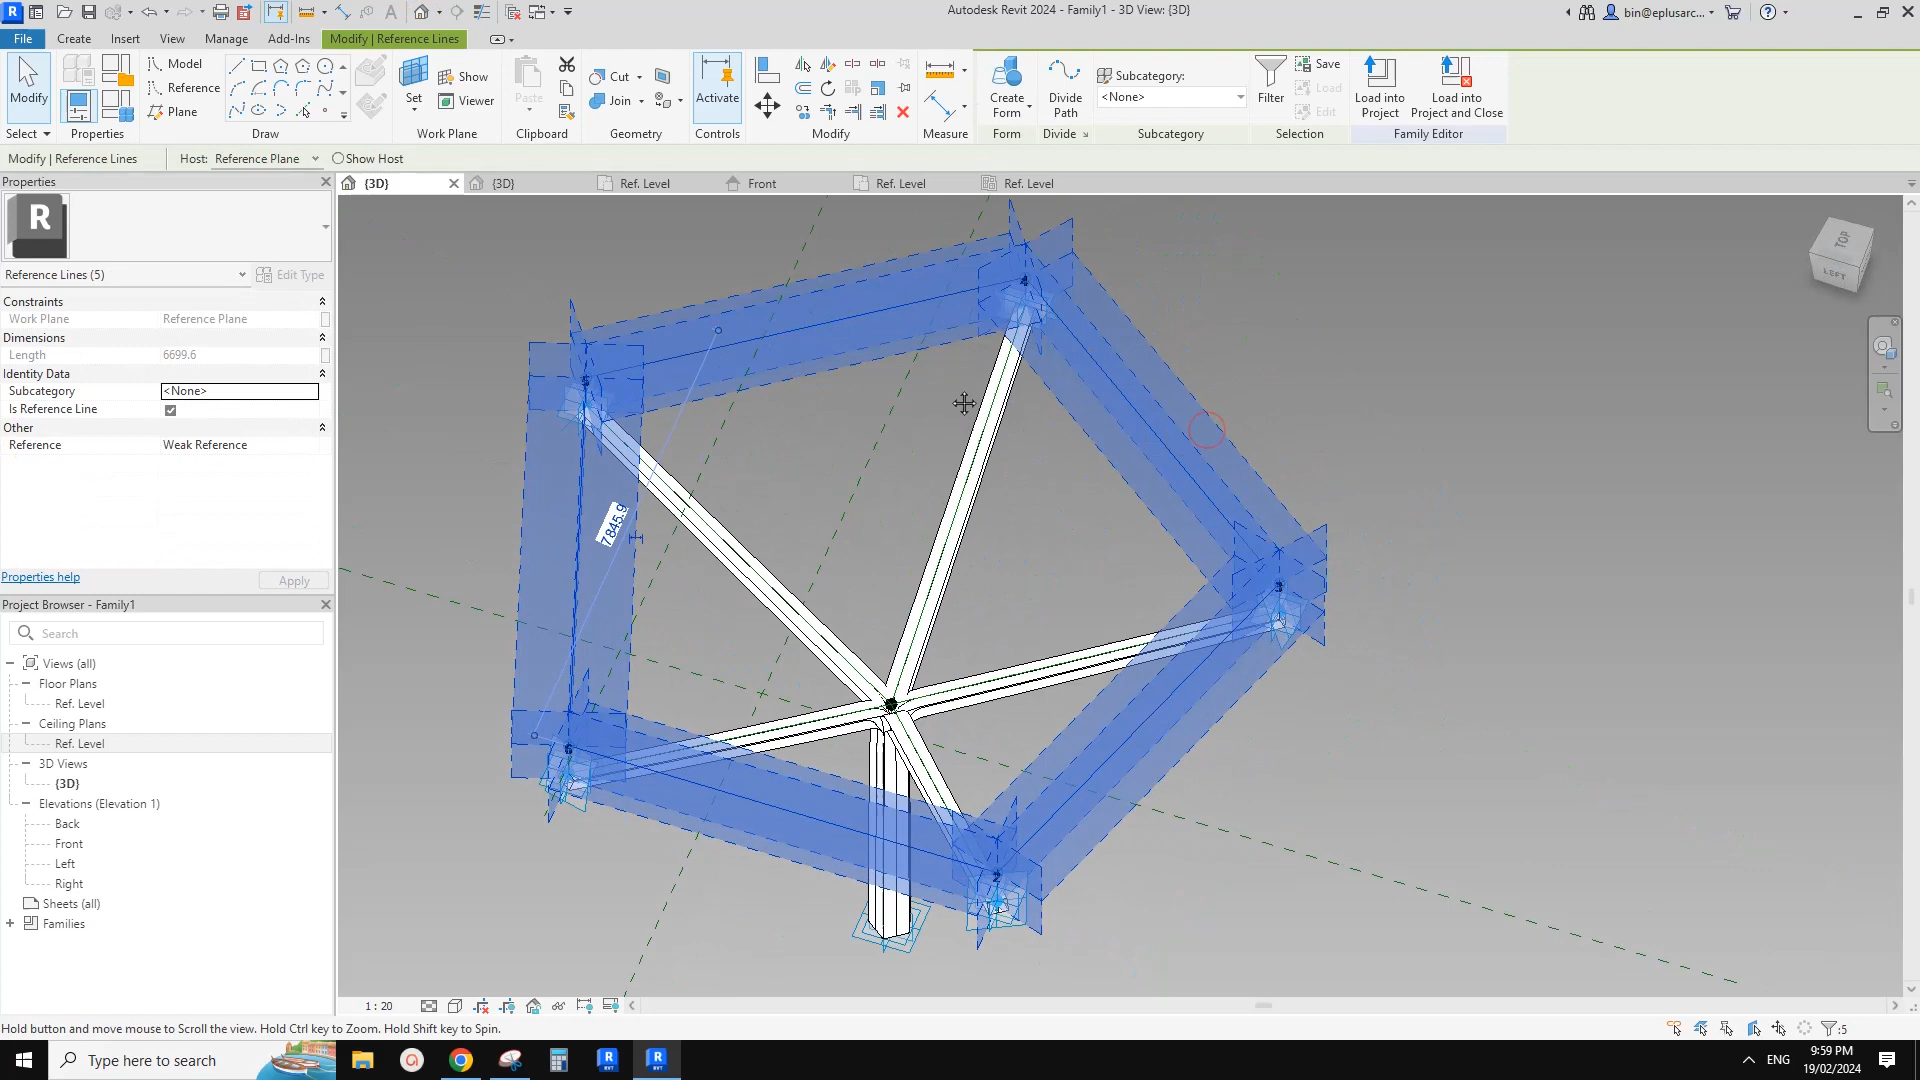 Autodesk Revit 2024 - Family1 - 3D View: {3D}
bin@eplusarc...
File
Create
Insert
View
Manage
Add-Ins
Modify | Reference Lines
Modify
Select
Properties
Model
Reference
Plane
Draw
Set
Show
Viewer
Work Plane
Paste
Clipboard
Cut
Join
Geometry
Activate
Controls
Modify
Measure
Create
Form
Form
Divide
Path
Divide
Subcategory:
<None>
Subcategory
Filter
Save
Load
Edit
Selection
Load into
Project
Load into
Project and Close
Family Editor
Modify | Reference Lines
Host:
Reference Plane
Show Host
Properties
{3D}
{3D}
Ref. Level
Front
Ref. Level
Ref. Level
R
Reference Lines (5)
Edit Type
Constraints
Work Plane
Reference Plane
Dimensions
Length
6699.6
Identity Data
Subcategory
<None>
Is Reference Line
Other
Reference
Weak Reference
Properties help
Apply
Project Browser - Family1
Search
Views (all)
Floor Plans
Ref. Level
Ceiling Plans
Ref. Level
3D Views
{3D}
Elevations (Elevation 1)
Back
Front
Left
Right
Sheets (all)
Families
TOP
LEFT
4
7845.9
2
1 : 20
Hold button and move mouse to Scroll the view. Hold Ctrl key to Zoom. Hold Shift key to Spin.
:5
Type here to search
ENG
9:59 PM
19/02/2024